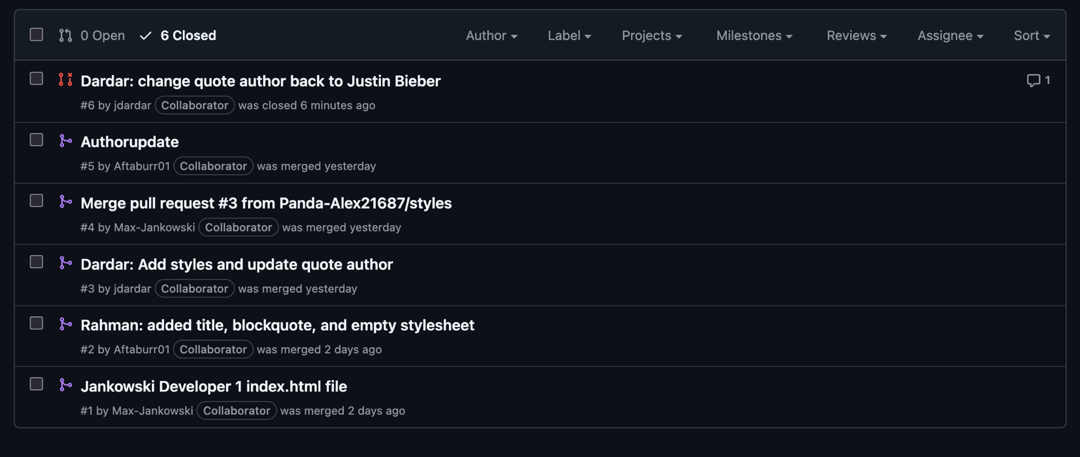 0 Open 6 Closed Author Label Projects Milestones Reviews Assignee Sort
Dardar: change quote author back to Justin Bieber 1
#6 by jdardar Collaborator was closed 6 minutes ago
Authorupdate
#5 by Aftaburr01 Collaborator was merged yesterday
Merge pull request #3 from Panda-Alex21687/styles
#4 by Max-Jankowski Collaborator was merged yesterday
Dardar: Add styles and update quote author
#3 by jdardar Collaborator was merged yesterday
Rahman: added title, blockquote, and empty stylesheet
#2 by Aftaburr01 Collaborator was merged 2 days ago
Jankowski Developer 1 index.html file
#1 by Max-Jankowski Collaborator was merged 2 days ago